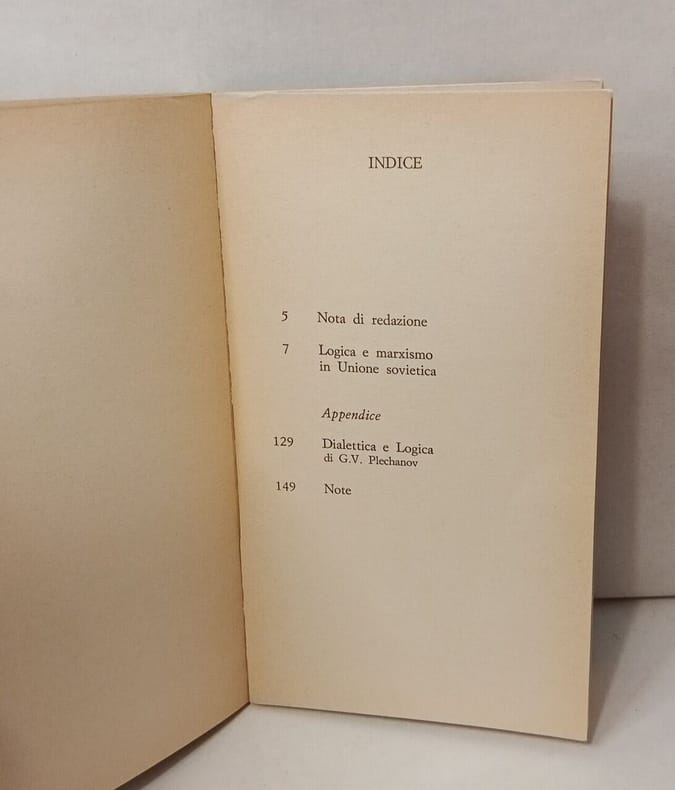 INDICE
5 Nota di redazione
7 Logica e marxismo
in Unione sovietica
Appendice
129 Dialettica e Logica
di G.V. Plechanov
149 Note